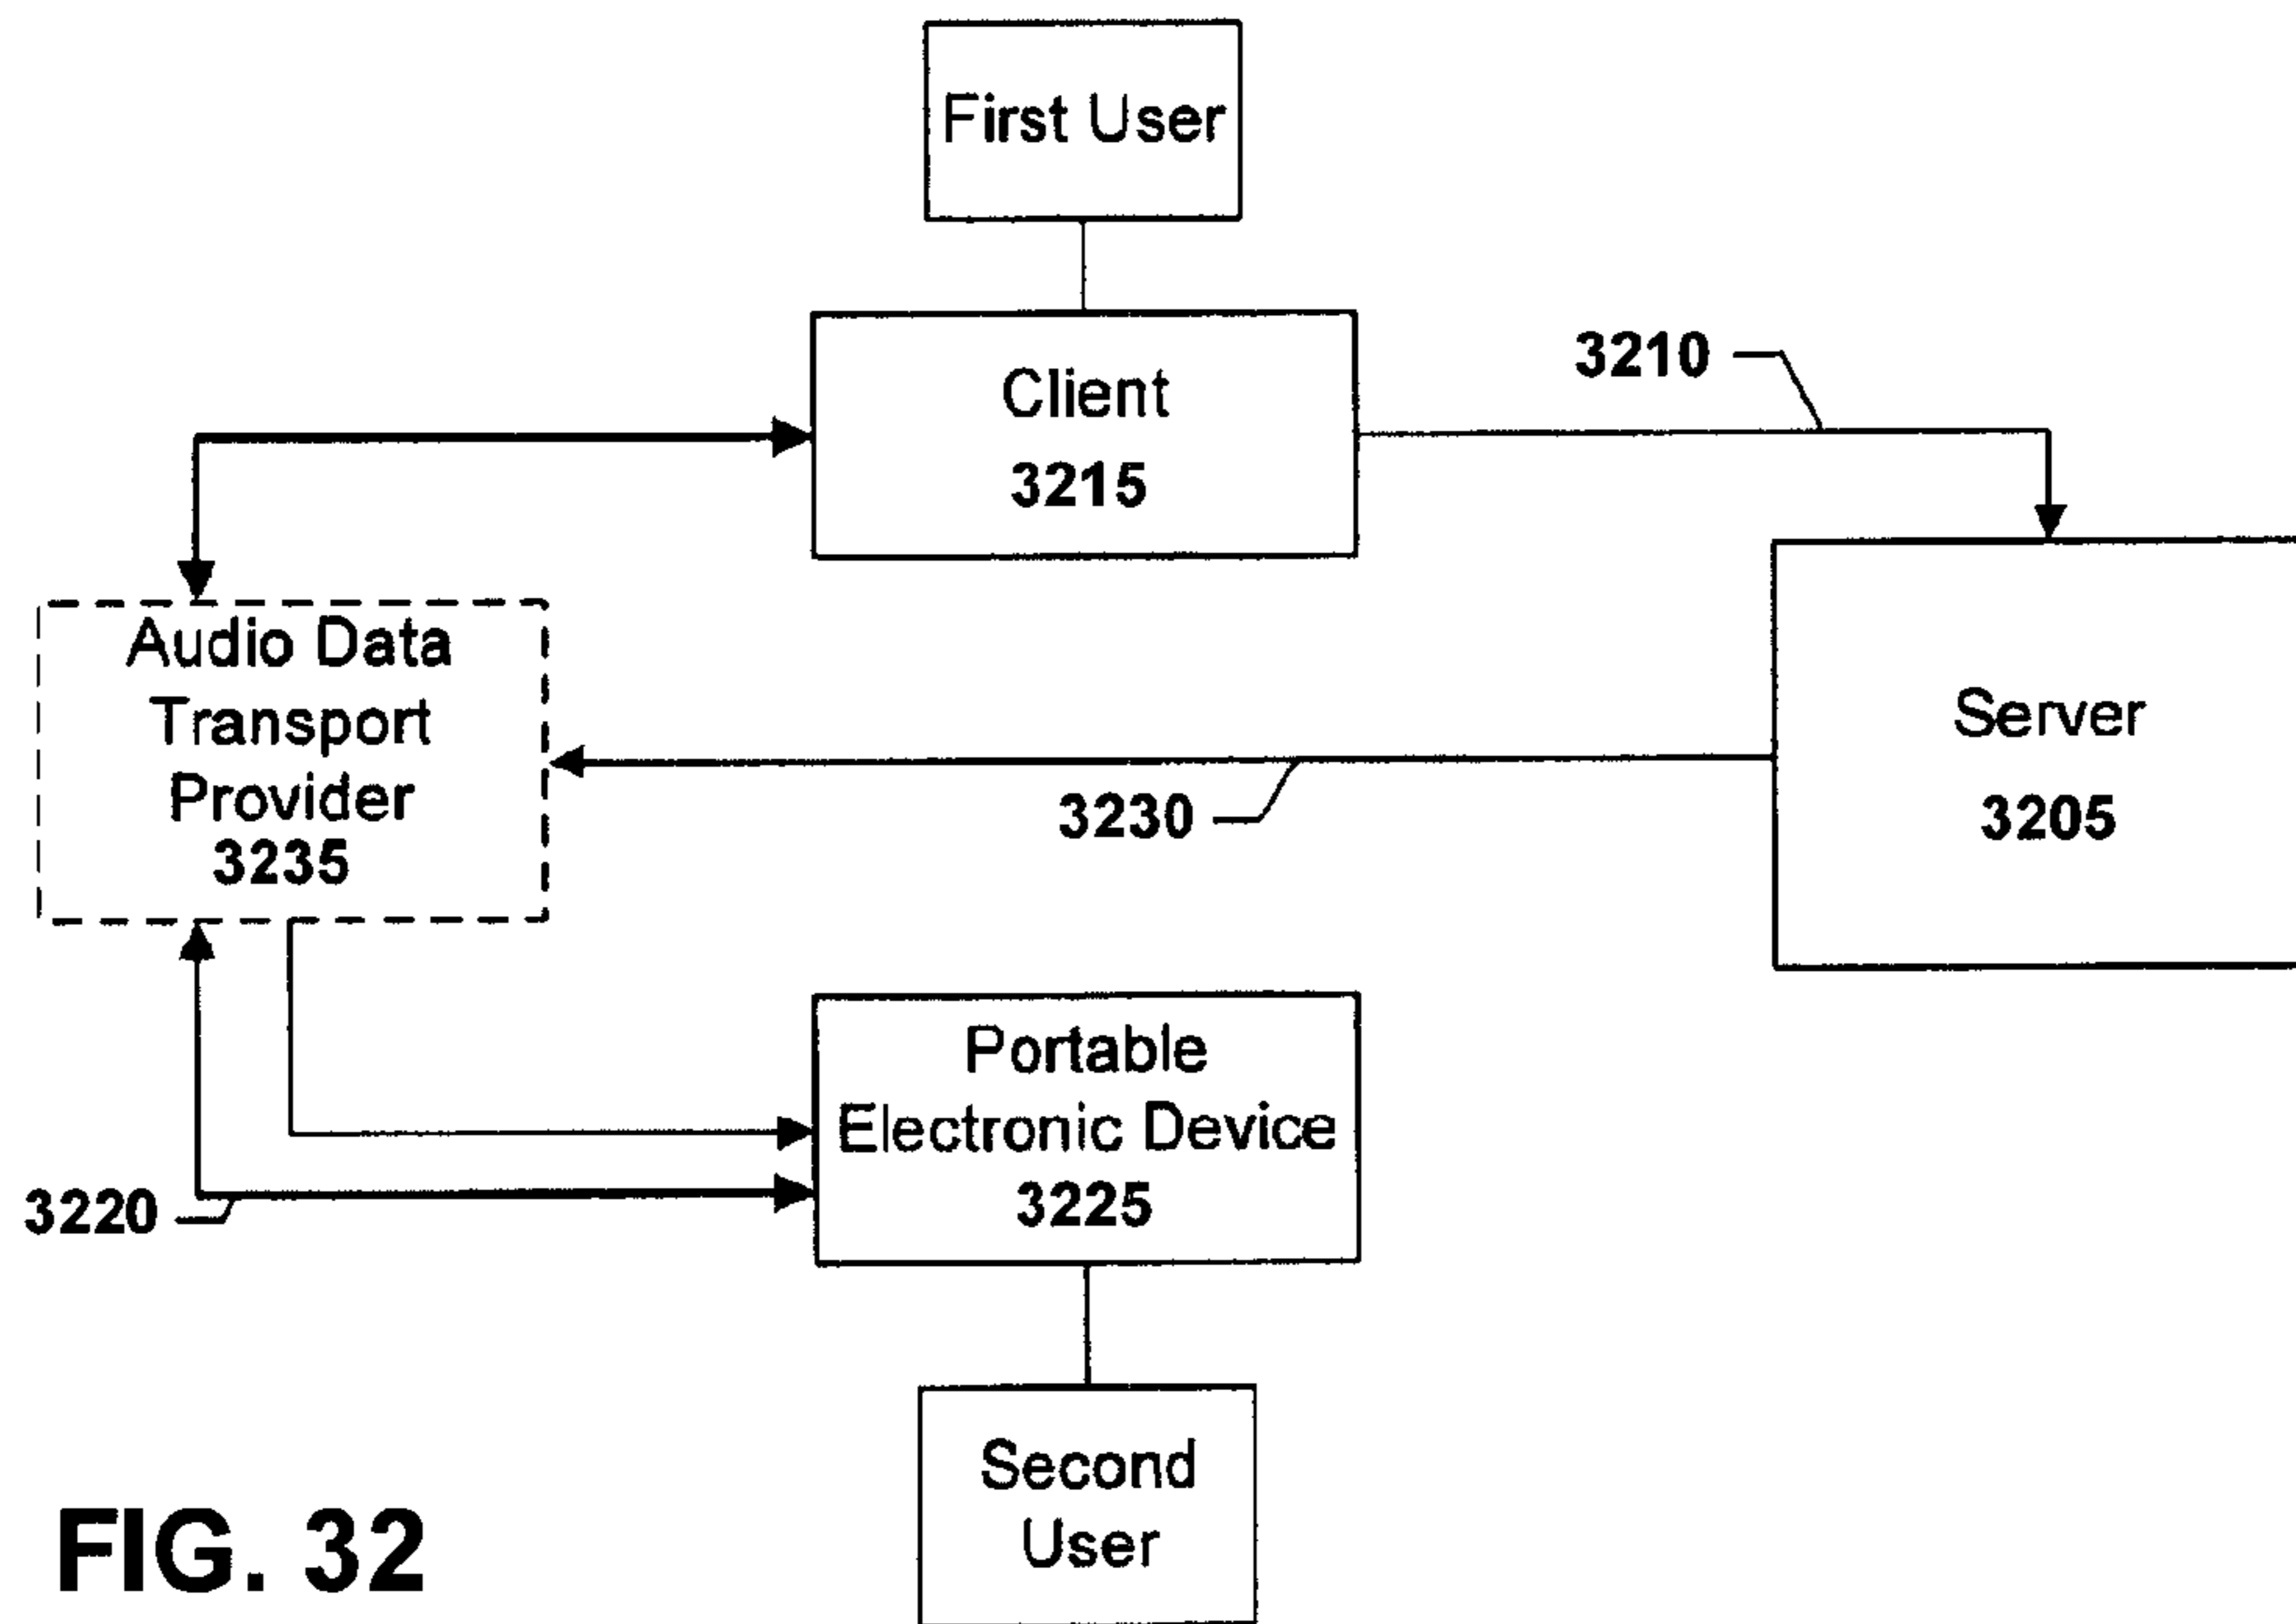 First User
Client
3215
3210
Audio Data
Transport
Provider
3235
Server
3205
3230
Portable
Electronic Device
3225
3220
Second
User
FIG. 32